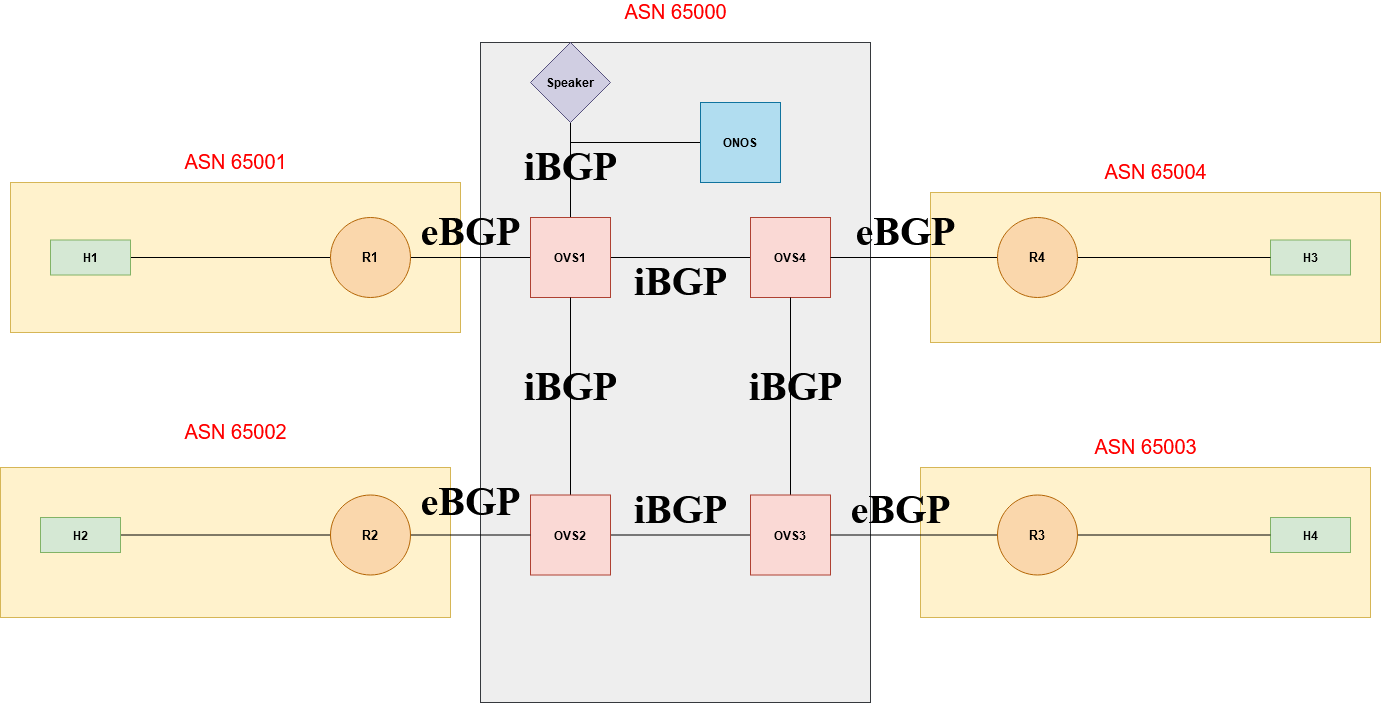 ASN 65000
Speaker
ONOS
iBGP
ASN 65001
ASN 65004
H1
R1
eBGP
OVS1
iBGP
OVS4
eBGP
R4
H3
iBGP
iBGP
ASN 65002
ASN 65003
H2
R2
eBGP
OVS2
iBGP
OVS3
eBGP
R3
H4